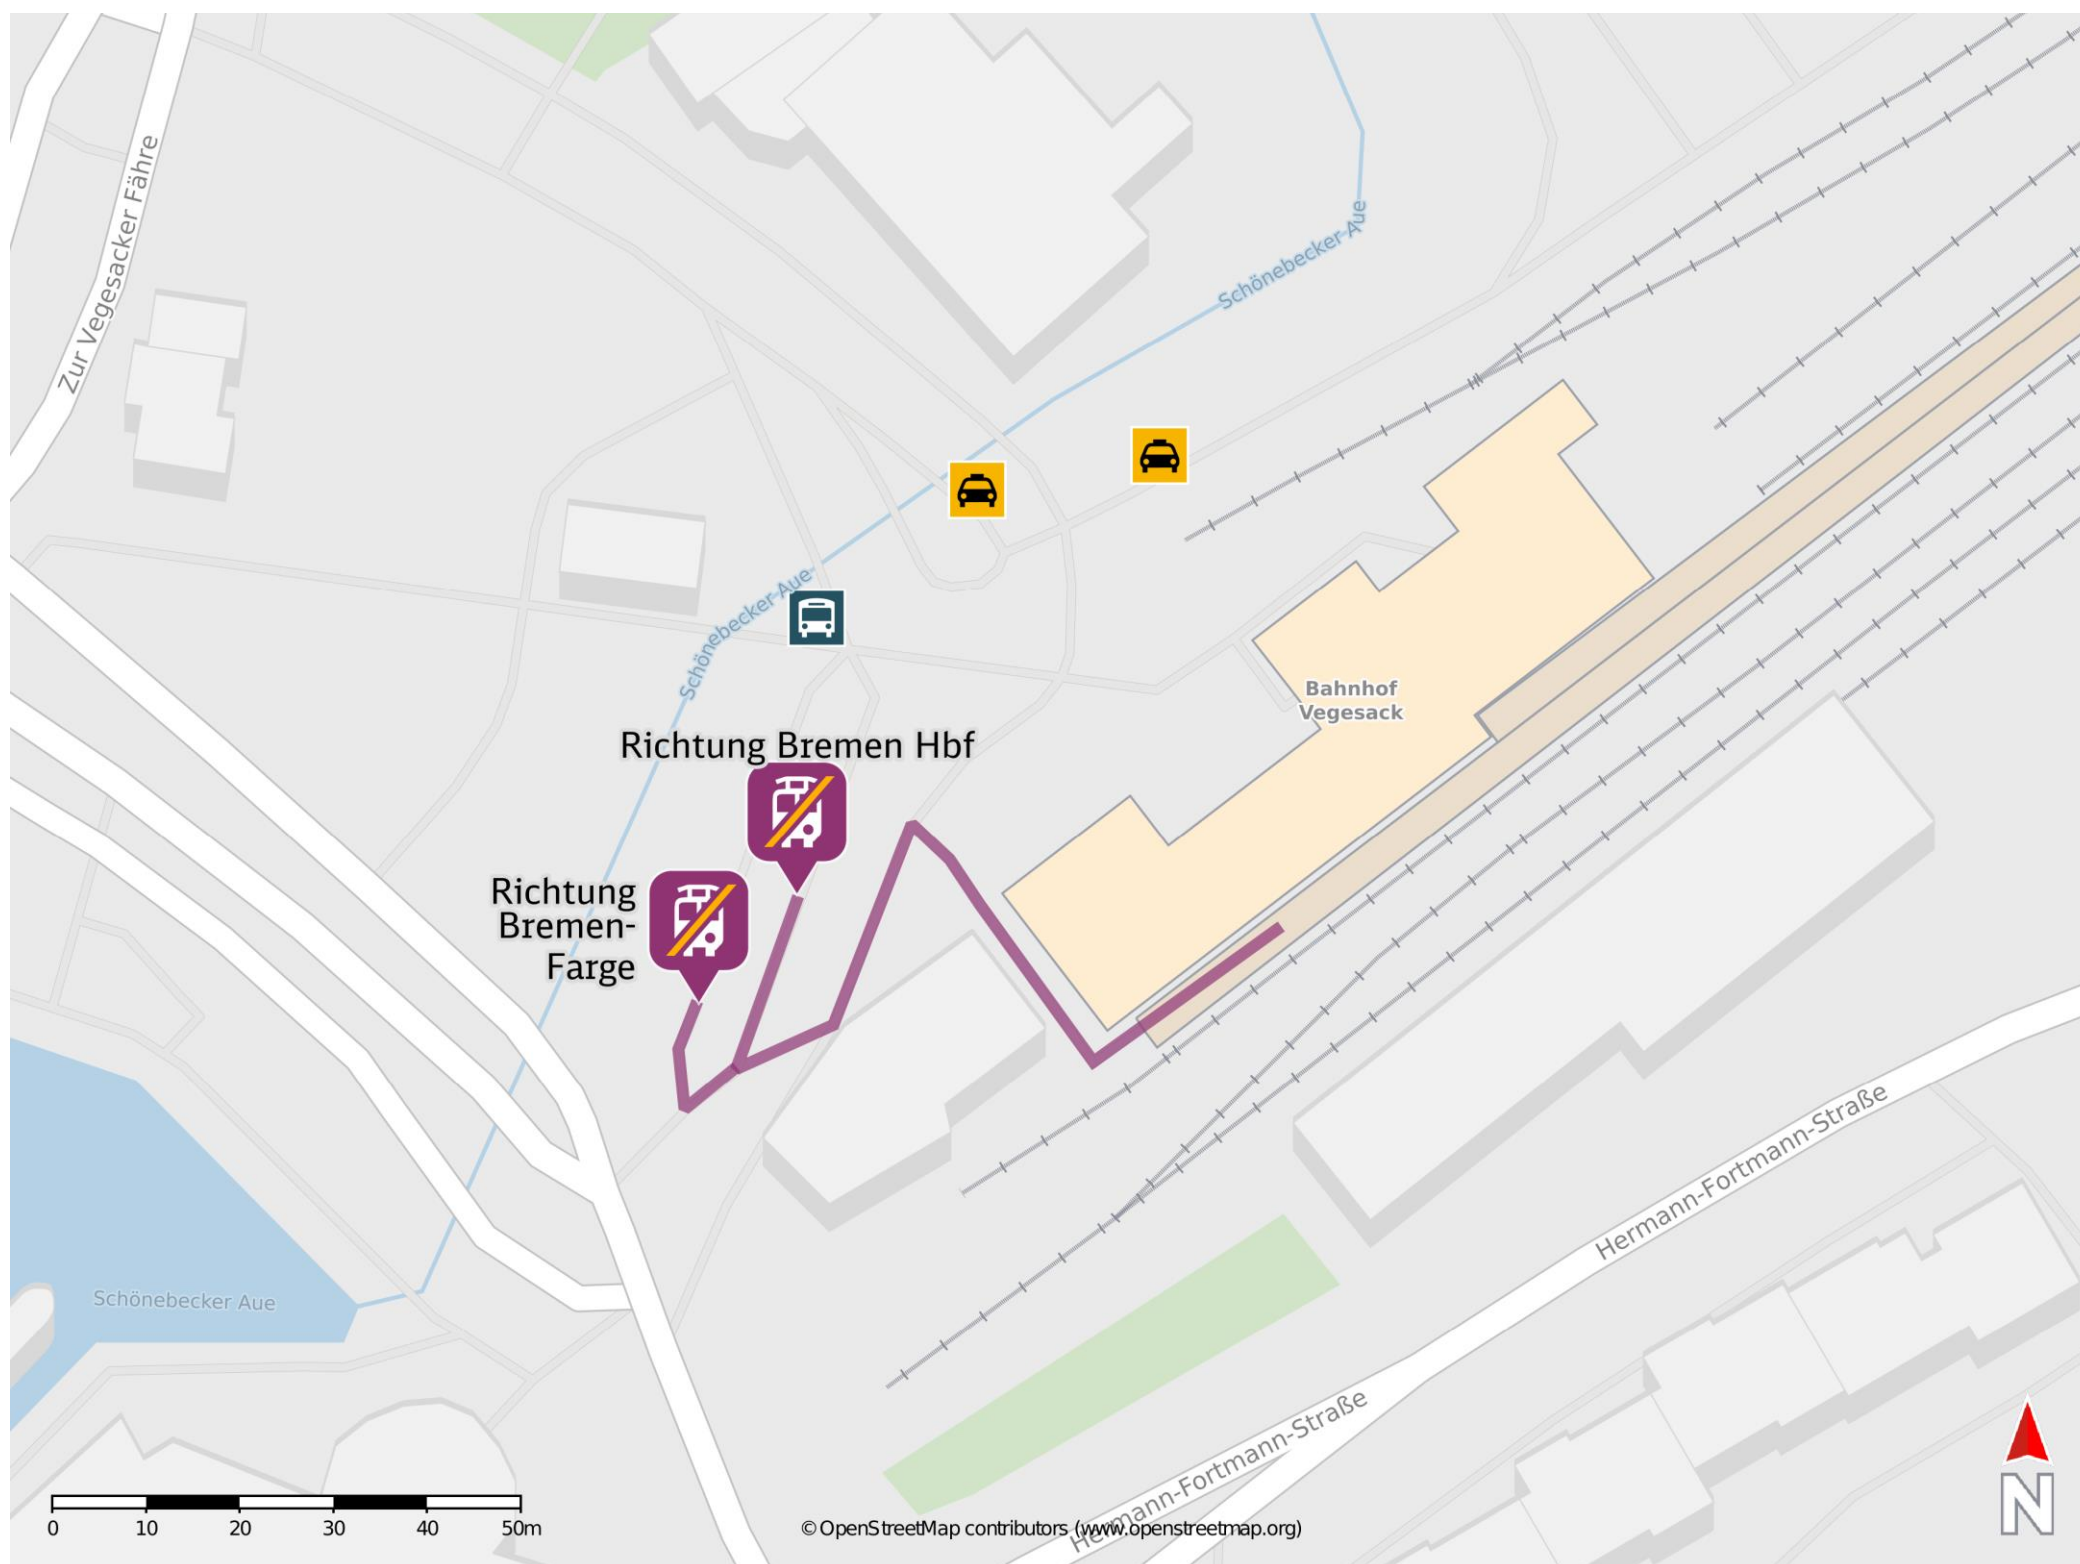 Zur Vegesacker Fähre
Schönebecker Aue
Schönebecker Aue
Bahnhof
Vegesack
Richtung Bremen Hbf
Richtung
Bremen-
Farge
Hermann-Fortmann-Straße
Schönebecker Aue
Hermann-Fortmann-Straße
0 10 20 30 40 50m
© OpenStreetMap contributors (www.openstreetmap.org)
N